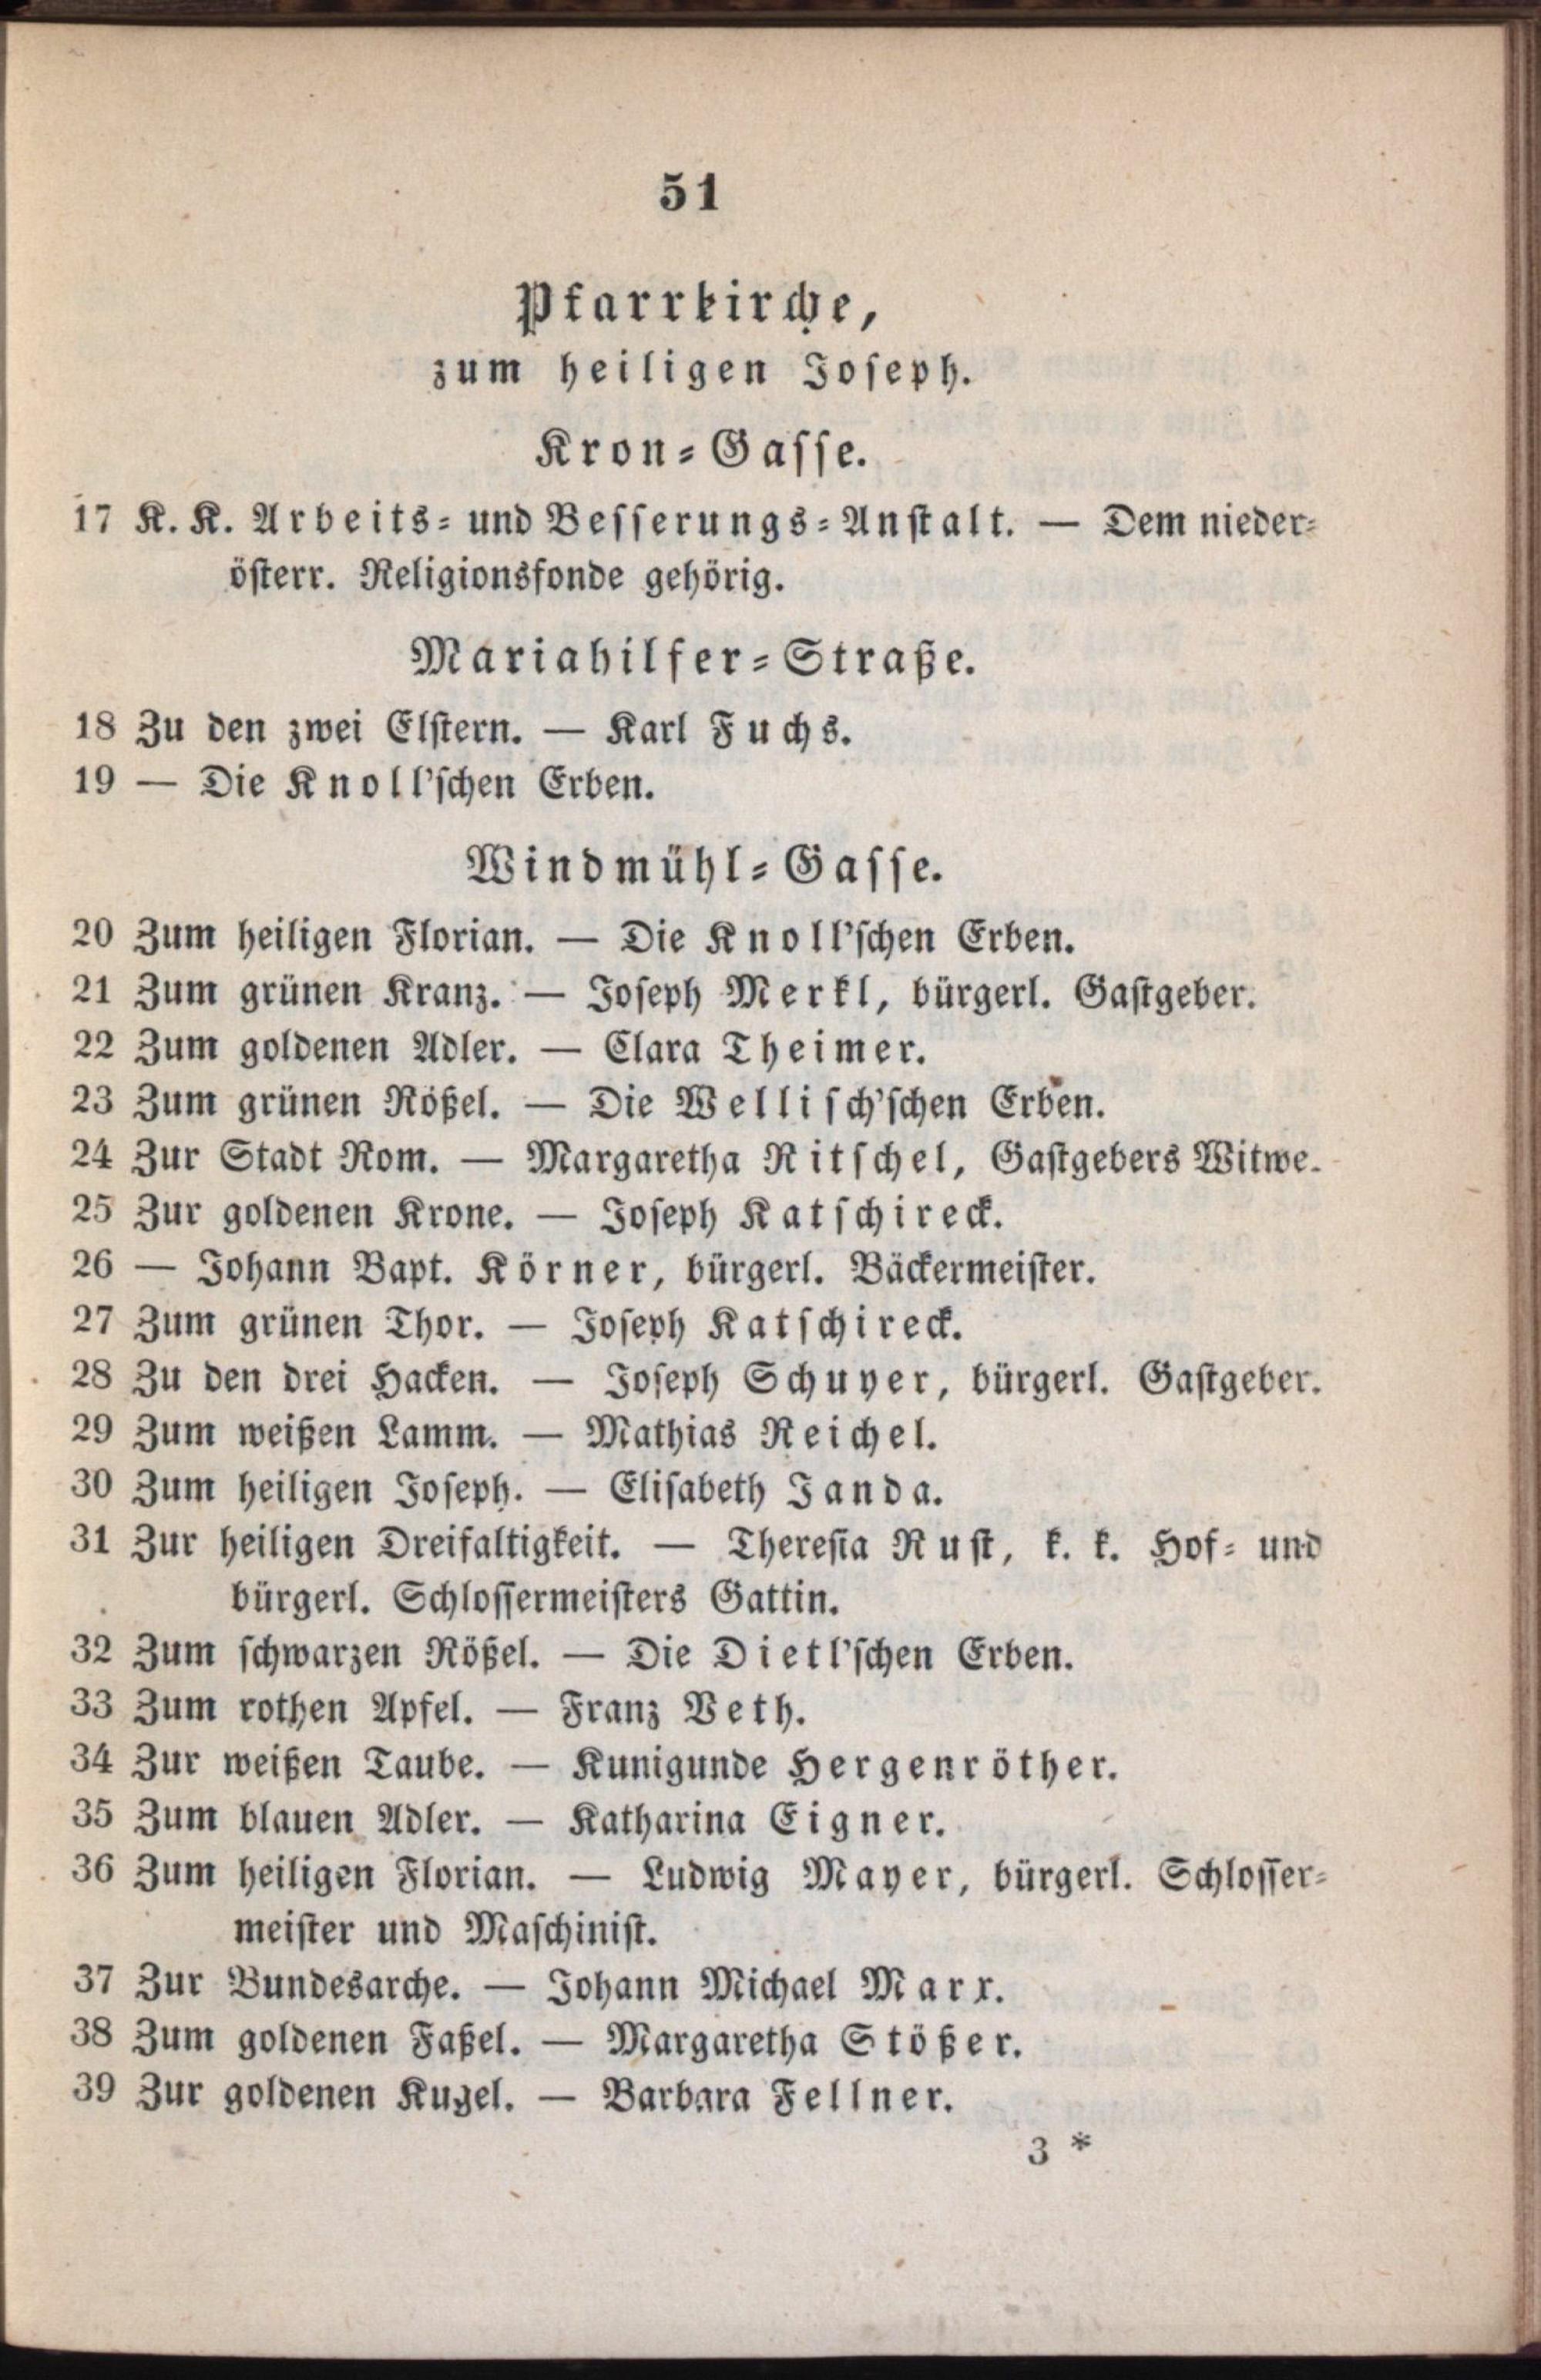 51
Pfarrkirche,
zum heiligen Joseph.
Kron-Gasse.
17 K. K. Arbeits- und Besserungs-Anstalt. — Dem nieder-
österr. Religionsfonde gehörig.
Mariahilfer-Straße.
18 Zu den zwei Elstern. — Karl Fuchs.
19 — Die Knoll'schen Erben.
Windmühl-Gasse.
20 Zum heiligen Florian. — Die Knoll'schen Erben.
21 Zum grünen Kranz. — Joseph Merkl, bürgerl. Gastgeber.
22 Zum goldenen Adler. — Clara Theimer.
23 Zum grünen Rößel. — Die Wellisch'schen Erben.
24 Zur Stadt Rom. — Margaretha Ritschel, Gastgebers Witwe.
25 Zur goldenen Krone. — Joseph Katschireck.
26 — Johann Bapt. Körner, bürgerl. Bäckermeister.
27 Zum grünen Thor. — Joseph Katschireck.
28 Zu den drei Hacken. — Joseph Schuyer, bürgerl. Gastgeber.
29 Zum weißen Lamm. — Mathias Reichel.
30 Zum heiligen Joseph. — Elisabeth Janda.
31 Zur heiligen Dreifaltigkeit. — Theresia Rust, k. k. Hof- und
bürgerl. Schlossermeisters Gattin.
32 Zum schwarzen Rößel. — Die Dietl'schen Erben.
33 Zum rothen Apfel. — Franz Veth.
34 Zur weißen Taube. — Kunigunde Hergenröther.
35 Zum blauen Adler. — Katharina Eigner.
36 Zum heiligen Florian. — Ludwig Mayer, bürgerl. Schlosser-
meister und Maschinist.
37 Zur Bundesarche. — Johann Michael Marx.
38 Zum goldenen Faßel. — Margaretha Stößer.
39 Zur goldenen Kugel. — Barbara Fellner.
3 *